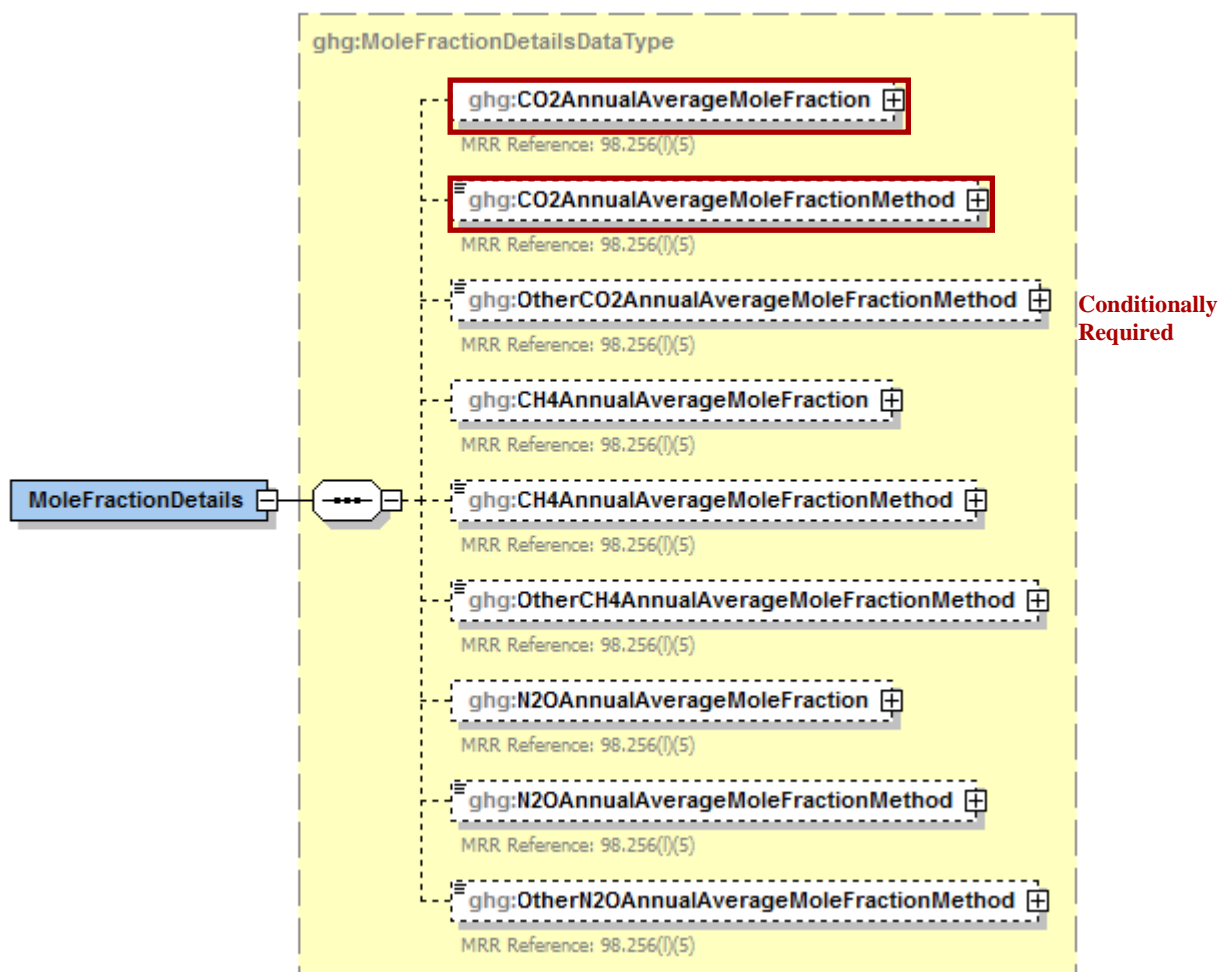 ghg:MoleFractionDetailsDataType
ghg:CO2AnnualAverageMoleFraction
MRR Reference: 98.256(l)(5)
ghg:CO2AnnualAverageMoleFractionMethod
MRR Reference: 98.256(l)(5)
ghg:OtherCO2AnnualAverageMoleFractionMethod
Conditionally
Required
MRR Reference: 98.256(l)(5)
ghg:CH4AnnualAverageMoleFraction
MRR Reference: 98.256(l)(5)
MoleFractionDetails
ghg:CH4AnnualAverageMoleFractionMethod
MRR Reference: 98.256(l)(5)
ghg:OtherCH4AnnualAverageMoleFractionMethod
MRR Reference: 98.256(l)(5)
ghg:N2OAnnualAverageMoleFraction
MRR Reference: 98.256(l)(5)
ghg:N2OAnnualAverageMoleFractionMethod
MRR Reference: 98.256(l)(5)
ghg:OtherN2OAnnualAverageMoleFractionMethod
MRR Reference: 98.256(l)(5)